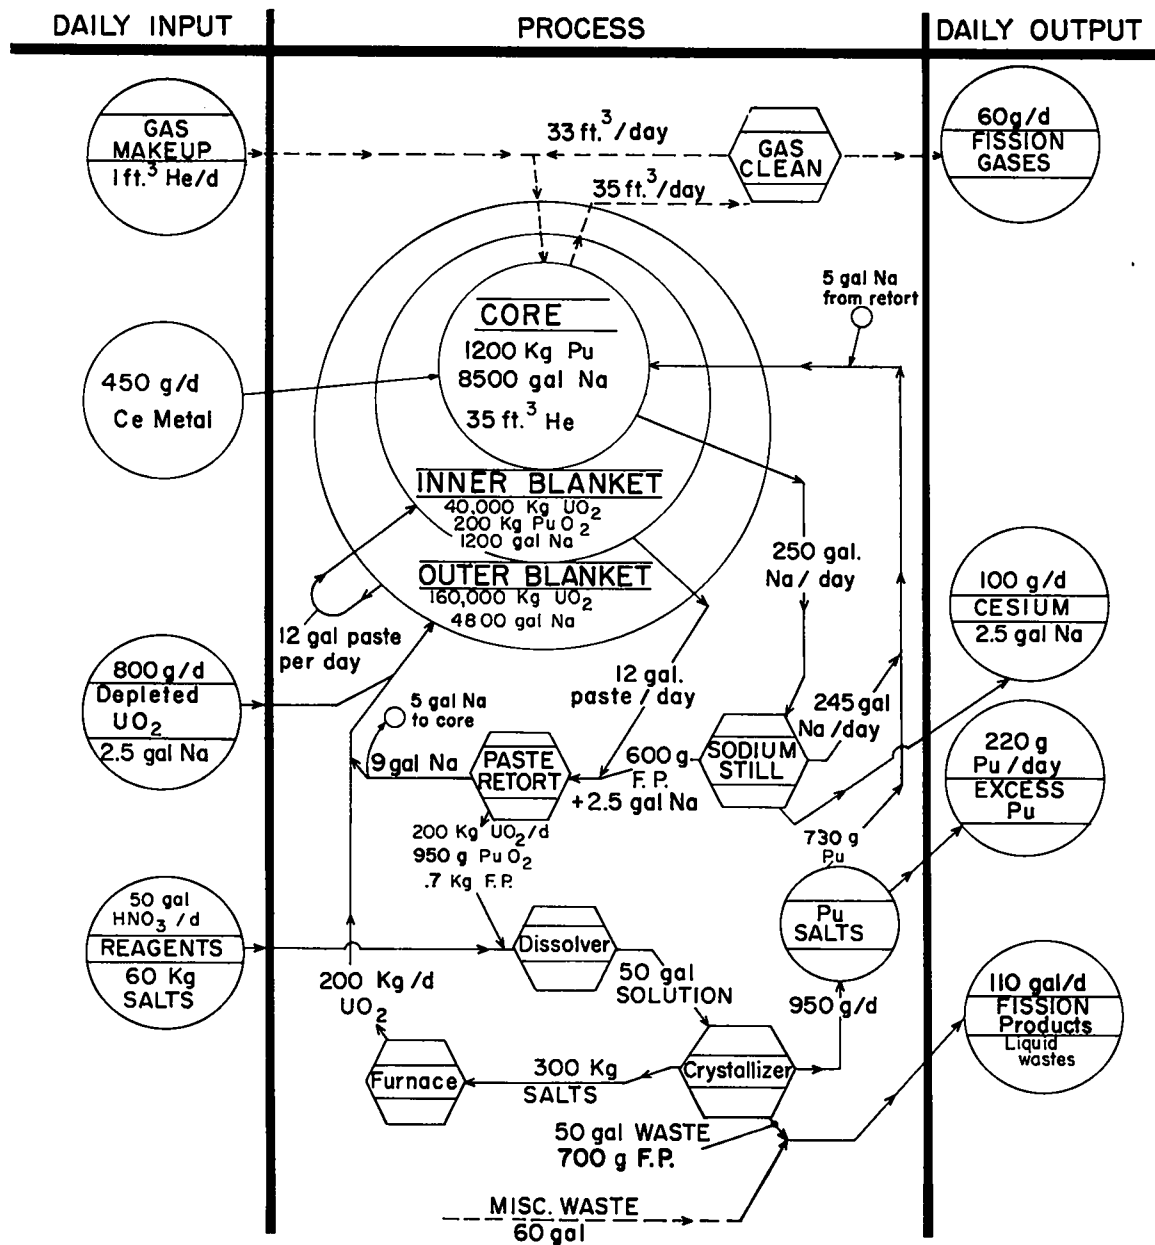 DAILY INPUT
PROCESS
DAILY OUTPUT
GAS
MAKEUP
1 ft.³ He/d
33 ft.³/day
35 ft.³/day
GAS
CLEAN
60g/d
FISSION
GASES
5 gal Na
from retort
450 g/d
Ce Metal
CORE
1200 Kg Pu
8500 gal Na
35 ft.³ He
INNER BLANKET
40,000 Kg UO₂
200 Kg PuO₂
1200 gal Na
OUTER BLANKET
160,000 Kg UO₂
4800 gal Na
12 gal paste
per day
250 gal.
Na / day
100 g/d
CESIUM
2.5 gal Na
800 g/d
Depleted
UO₂
2.5 gal Na
5 gal Na
to core
9 gal Na
PASTE
RETORT
12 gal.
paste / day
600 g
F.P.
+2.5 gal Na
SODIUM
STILL
245 gal
Na/day
220 g
Pu / day
EXCESS
Pu
200 Kg UO₂/d
950 g PuO₂
.7 Kg F.P.
730 g
Pu
Pu
SALTS
50 gal
HNO₃ / d
REAGENTS
60 Kg
SALTS
Dissolver
50 gal
SOLUTION
950 g/d
200 Kg/d
UO₂
110 gal/d
FISSION
Products
Liquid
wastes
Furnace
300 Kg
SALTS
Crystallizer
50 gal WASTE
700 g F.P.
MISC. WASTE
60 gal